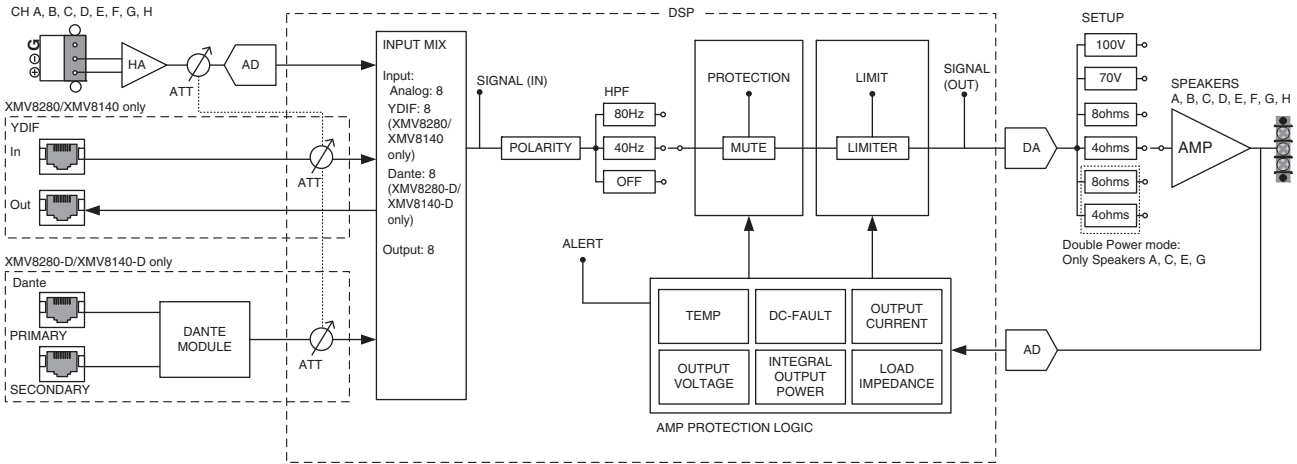 CH A, B, C, D, E, F, G, H
G
⊖
⊕
HA
ATT
AD
XMV8280/XMV8140 only
YDIF
In
Out
ATT
XMV8280-D/XMV8140-D only
Dante
PRIMARY
SECONDARY
DANTE
MODULE
ATT
DSP
INPUT MIX
Input:
Analog: 8
YDIF: 8
(XMV8280/
XMV8140
only)
Dante: 8
(XMV8280-D/
XMV8140-D
only)
Output: 8
SIGNAL (IN)
POLARITY
HPF
80Hz
40Hz
OFF
PROTECTION
MUTE
LIMIT
LIMITER
SIGNAL
(OUT)
ALERT
TEMP
DC-FAULT
OUTPUT
CURRENT
OUTPUT
VOLTAGE
INTEGRAL
OUTPUT
POWER
LOAD
IMPEDANCE
AMP PROTECTION LOGIC
DA
AD
SETUP
100V
70V
8ohms
4ohms
8ohms
4ohms
Double Power mode:
Only Speakers A, C, E, G
SPEAKERS
A, B, C, D, E, F, G, H
AMP